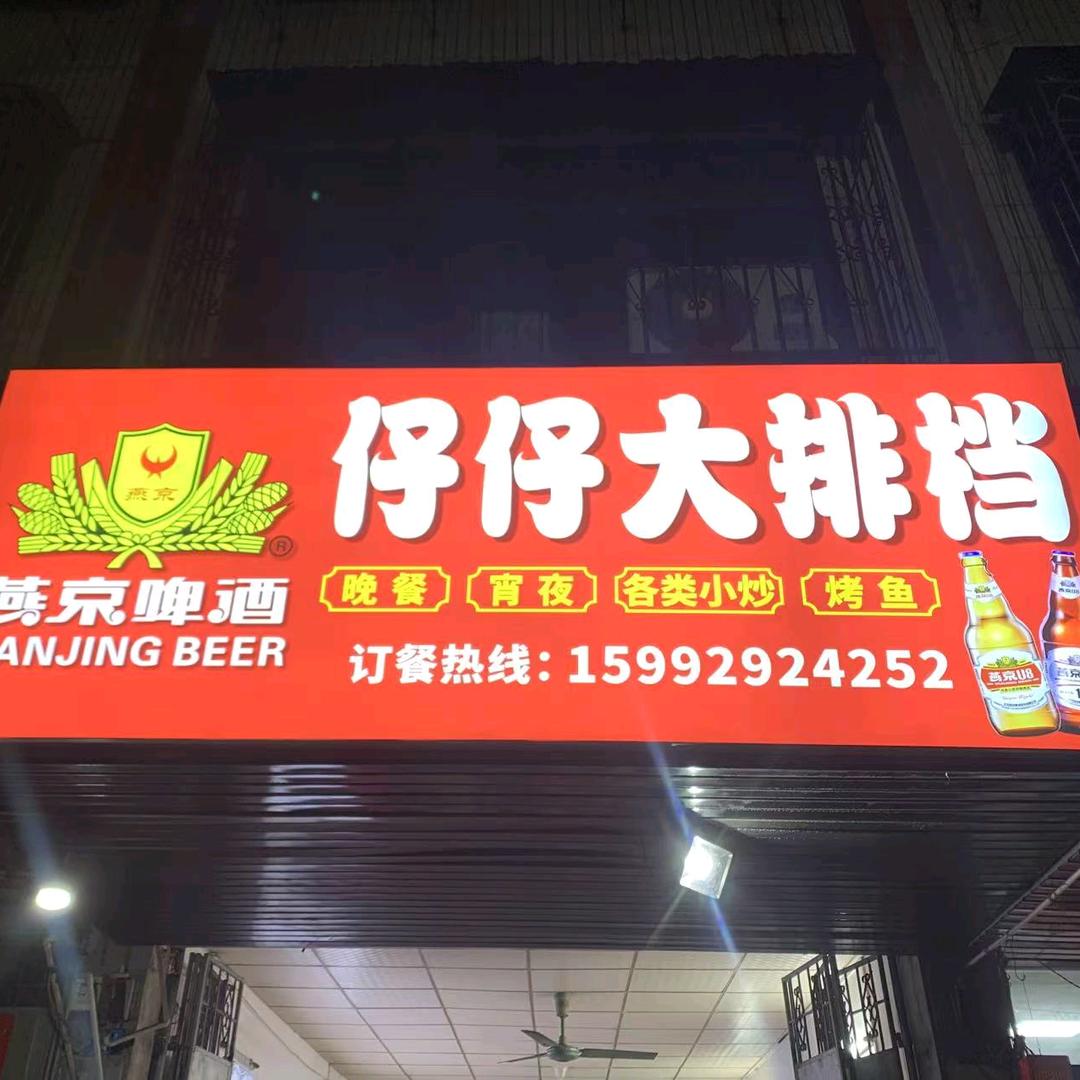 仔仔大排档
燕京
®
燕京啤酒
ANJING BEER
晚餐 宵夜 各类小炒 烤鱼
订餐热线：15992924252
燕京U8